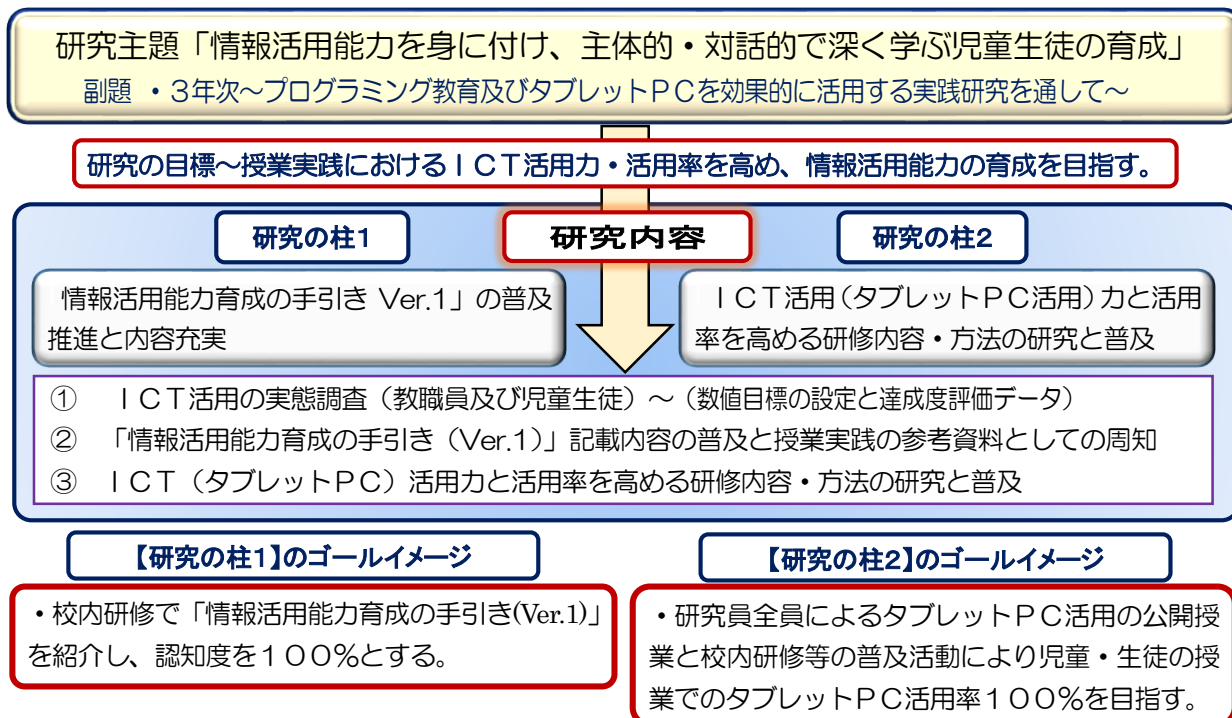 研究主題「情報活用能力を身に付け、主体的・対話的で深く学ぶ児童生徒の育成」
副題 ・３年次～プログラミング教育及びタブレットＰＣを効果的に活用する実践研究を通して～
研究の目標～授業実践におけるＩＣＴ活用力・活用率を高め、情報活用能力の育成を目指す。
研究の柱１
研究内容
研究の柱２
情報活用能力育成の手引き Ver.1」の普及
推進と内容充実
ＩＣＴ活用（タブレットＰＣ活用）力と活用
率を高める研修内容・方法の研究と普及
① ＩＣＴ活用の実態調査（教職員及び児童生徒）～（数値目標の設定と達成度評価データ）
② 「情報活用能力育成の手引き（Ver.1）」記載内容の普及と授業実践の参考資料としての周知
③ ＩＣＴ（タブレットＰＣ）活用力と活用率を高める研修内容・方法の研究と普及
【研究の柱１】のゴールイメージ
・校内研修で「情報活用能力育成の手引き(Ver.1)」
を紹介し、認知度を１００％とする。
【研究の柱２】のゴールイメージ
・研究員全員によるタブレットＰＣ活用の公開授
業と校内研修等の普及活動により児童・生徒の授
業でのタブレットＰＣ活用率１００％を目指す。